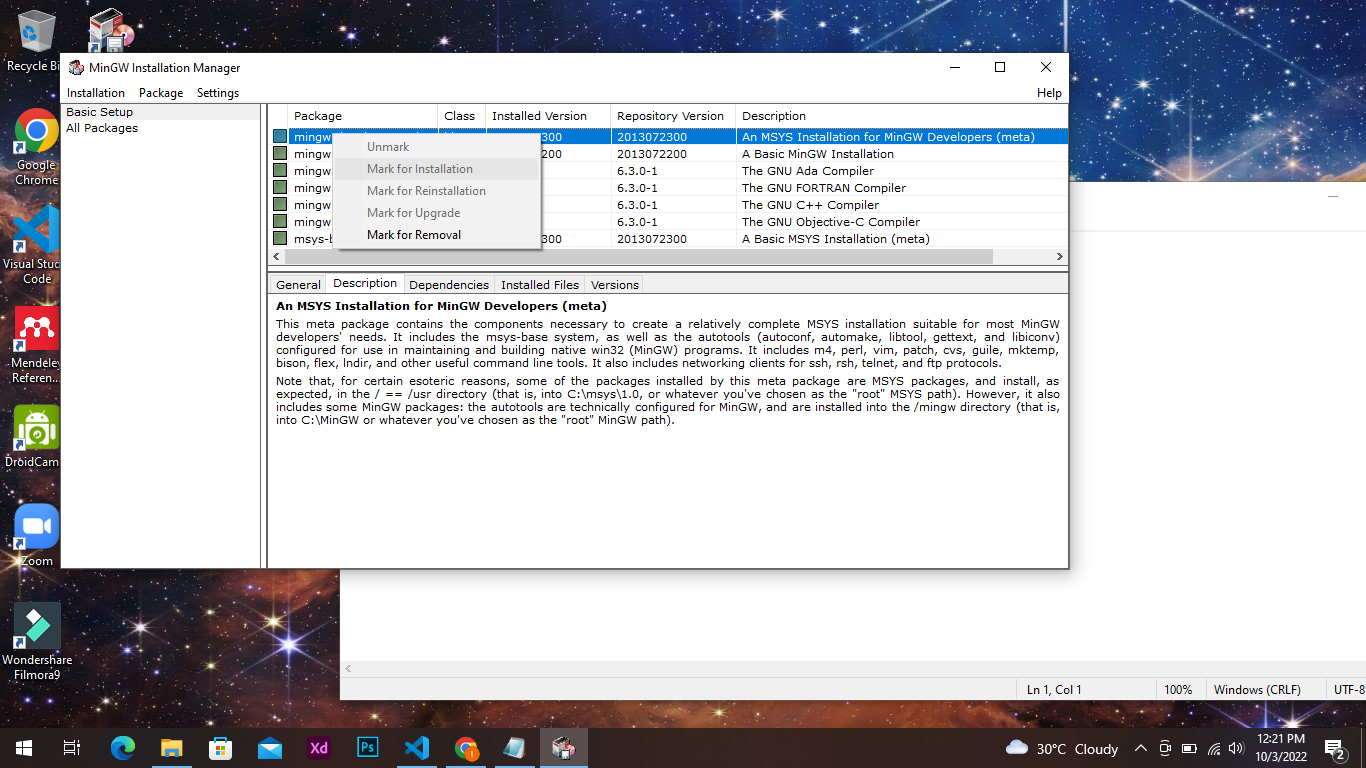 Recycle Bi
MinGW Installation Manager
Installation Package Settings Help
Basic Setup
All Packages
Package Class Installed Version Repository Version Description
mingw 300 2013072300 An MSYS Installation for MinGW Developers (meta)
mingw 200 2013072200 A Basic MinGW Installation
mingw 6.3.0-1 The GNU Ada Compiler
mingw 6.3.0-1 The GNU FORTRAN Compiler
mingw 6.3.0-1 The GNU C++ Compiler
mingw 6.3.0-1 The GNU Objective-C Compiler
msys-b 300 2013072300 A Basic MSYS Installation (meta)
Unmark
Mark for Installation
Mark for Reinstallation
Mark for Upgrade
Mark for Removal
General Description Dependencies Installed Files Versions
An MSYS Installation for MinGW Developers (meta)
This meta package contains the components necessary to create a relatively complete MSYS installation suitable for most MinGW
developers' needs. It includes the msys-base system, as well as the autotools (autoconf, automake, libtool, gettext, and libiconv)
configured for use in maintaining and building native win32 (MinGW) programs. It includes m4, perl, vim, patch, cvs, guile, mktemp,
bison, flex, lndir, and other useful command line tools. It also includes networking clients for ssh, rsh, telnet, and ftp protocols.
Note that, for certain esoteric reasons, some of the packages installed by this meta package are MSYS packages, and install, as
expected, in the / == /usr directory (that is, into C:\msys\1.0, or whatever you've chosen as the "root" MSYS path). However, it also
includes some MinGW packages: the autotools are technically configured for MinGW, and are installed into the /mingw directory (that is,
into C:\MinGW or whatever you've chosen as the "root" MinGW path).
Google
Chrome
Visual Stud
Code
Mendeley
Referen...
DroidCam
Zoom
Wondershare
Filmora9
Ln 1, Col 1 100% Windows (CRLF) UTF-8
Xd
Ps
30°C Cloudy
12:21 PM
10/3/2022
2